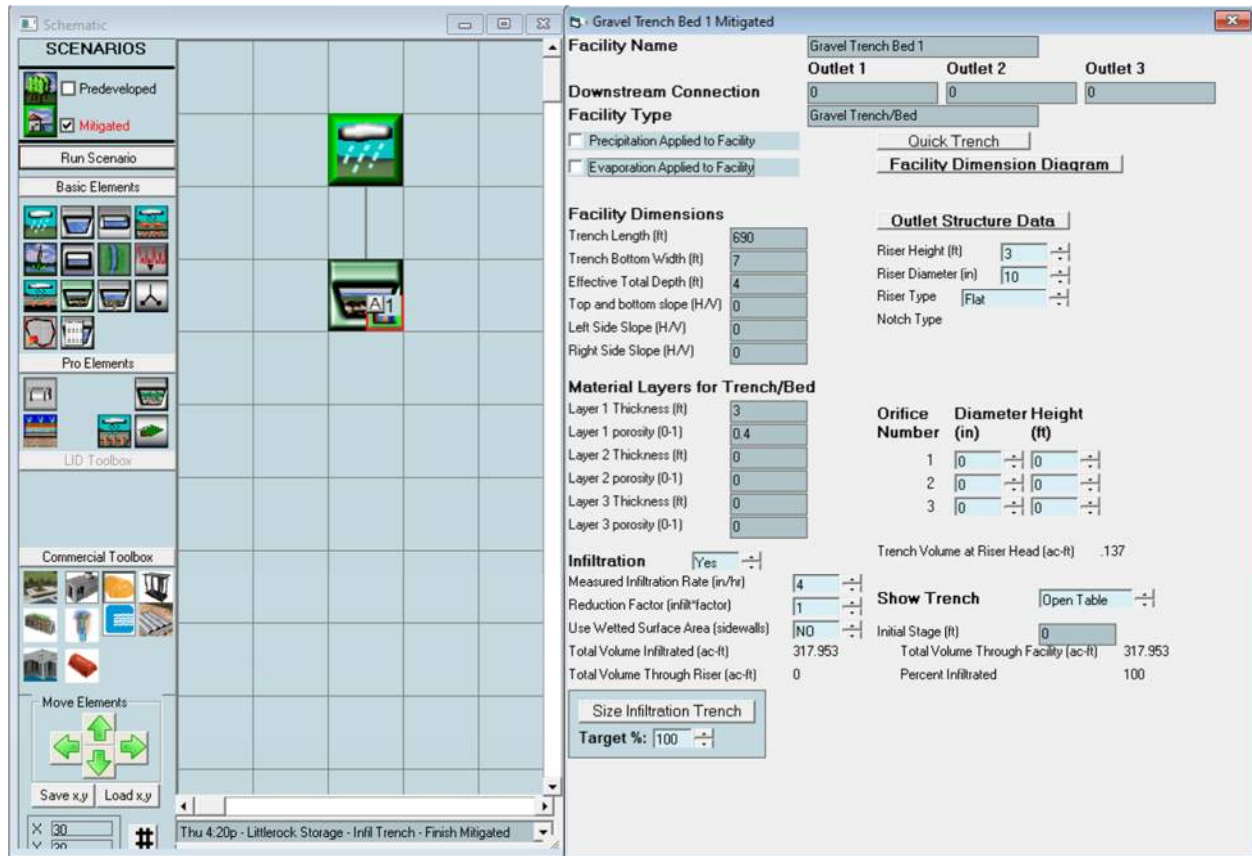 Schematic
SCENARIOS
Predeveloped
Mitigated
Run Scenario
Basic Elements
Pro Elements
LID Toolbox
Commercial Toolbox
Move Elements
Save x,y Load x,y
X 30
A 1
Thu 4:20p - Littlerock Storage - Infil Trench - Finish Mitigated
Gravel Trench Bed 1 Mitigated
Facility Name Gravel Trench Bed 1
Outlet 1 Outlet 2 Outlet 3
Downstream Connection 0 0 0
Facility Type Gravel Trench/Bed
Precipitation Applied to Facility Quick Trench
Evaporation Applied to Facility Facility Dimension Diagram
Facility Dimensions
Trench Length (ft) 690
Trench Bottom Width (ft) 7
Effective Total Depth (ft) 4
Top and bottom slope (H/V) 0
Left Side Slope (H/V) 0
Right Side Slope (H/V) 0
Outlet Structure Data
Riser Height (ft) 3
Riser Diameter (in) 10
Riser Type Flat
Notch Type
Material Layers for Trench/Bed
Layer 1 Thickness (ft) 3
Layer 1 porosity (0-1) 0.4
Layer 2 Thickness (ft) 0
Layer 2 porosity (0-1) 0
Layer 3 Thickness (ft) 0
Layer 3 porosity (0-1) 0
Orifice Diameter Height
Number (in) (ft)
1 0 0
2 0 0
3 0 0
Infiltration Yes
Measured Infiltration Rate (in/hr) 4
Reduction Factor (infilt*factor) 1
Use Wetted Surface Area (sidewalls) NO
Total Volume Infiltrated (ac-ft) 317.953
Total Volume Through Riser (ac-ft) 0
Trench Volume at Riser Head (ac-ft) .137
Show Trench Open Table
Initial Stage (ft) 0
Total Volume Through Facility (ac-ft) 317.953
Percent Infiltrated 100
Size Infiltration Trench
Target %: 100